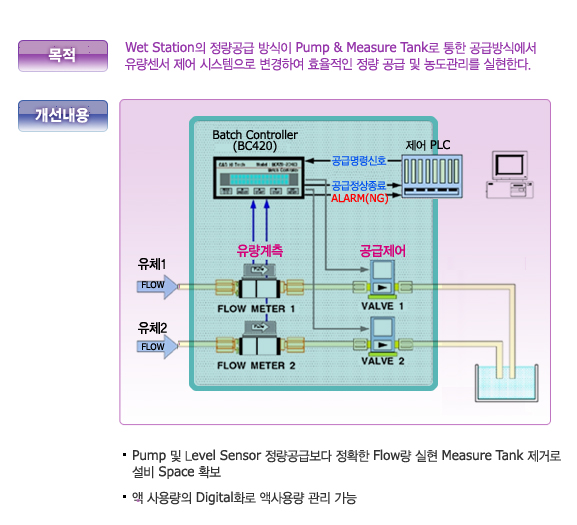 목적
Wet Station의 정량공급 방식이 Pump & Measure Tank로 통한 공급방식에서
유량센서 제어 시스템으로 변경하여 효율적인 정량 공급 및 농도관리를 실현한다.
개선내용
Batch Controller
(BC420)
제어 PLC
공급명령신호
공급정상종료
ALARM(NG)
유량계측
공급제어
유체1
FLOW
FLOW METER 1
VALVE 1
유체2
FLOW
FLOW METER 2
VALVE 2
▪ Pump 및 Level Sensor 정량공급보다 정확한 Flow량 실현 Measure Tank 제거로
설비 Space 확보
▪ 액 사용량의 Digital화로 액사용량 관리 가능